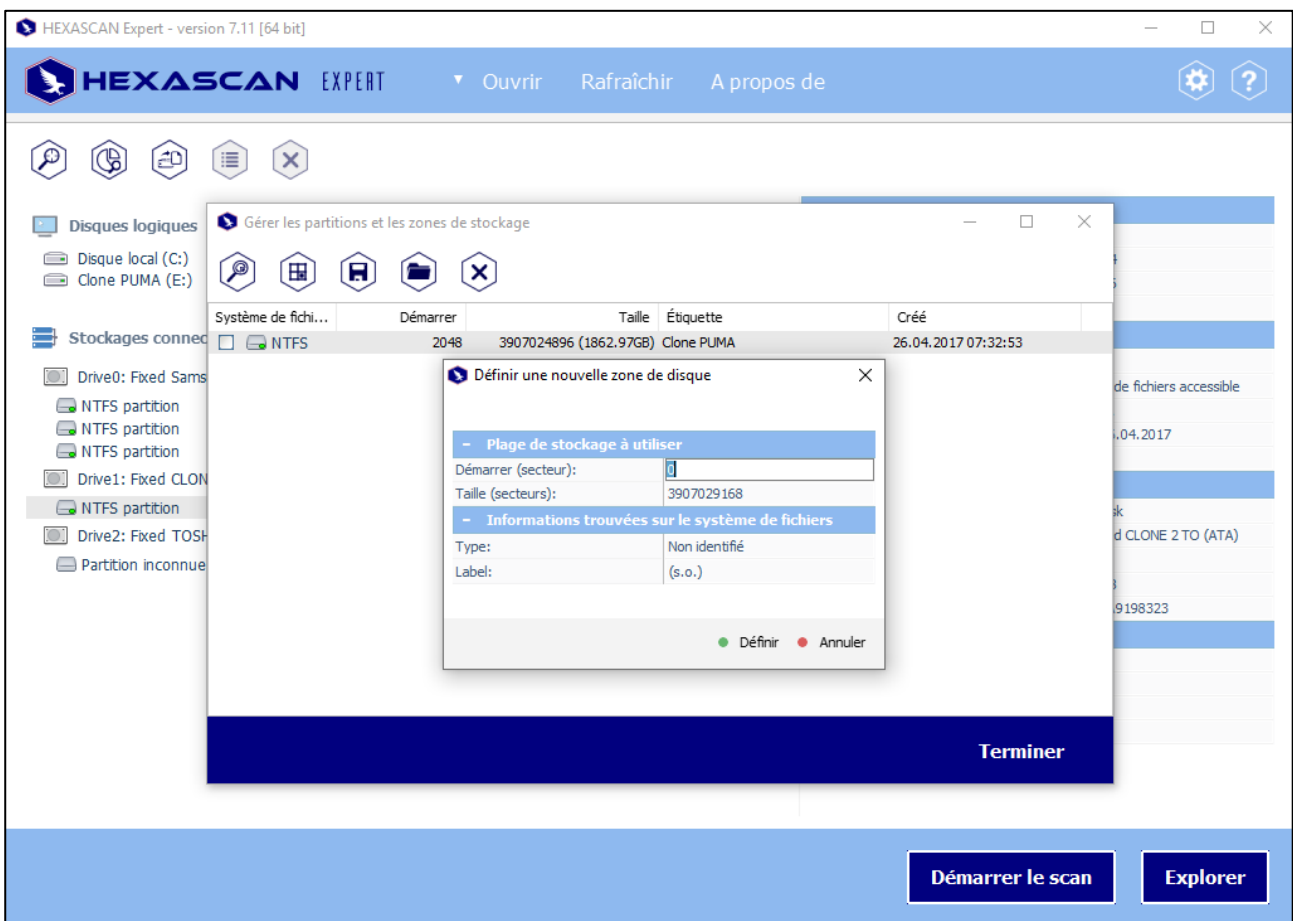 HEXASCAN Expert - version 7.11 [64 bit]
HEXASCAN EXPERT
Ouvrir Rafraîchir A propos de
?
Disques logiques
Disque local (C:)
Clone PUMA (E:)
Stockages connec
Drive0: Fixed Sams
NTFS partition
NTFS partition
NTFS partition
Drive1: Fixed CLON
NTFS partition
Drive2: Fixed TOSH
Partition inconnue
Gérer les partitions et les zones de stockage
Système de fichi... Démarrer Taille Étiquette Créé
NTFS 2048 3907024896 (1862.97GB) Clone PUMA 26.04.2017 07:32:53
Définir une nouvelle zone de disque
– Plage de stockage à utiliser
Démarrer (secteur): 0
Taille (secteurs): 3907029168
– Informations trouvées sur le système de fichiers
Type: Non identifié
Label: (s.o.)
Définir Annuler
Terminer
de fichiers accessible
.04.2017
sk
d CLONE 2 TO (ATA)
9198323
Démarrer le scan Explorer